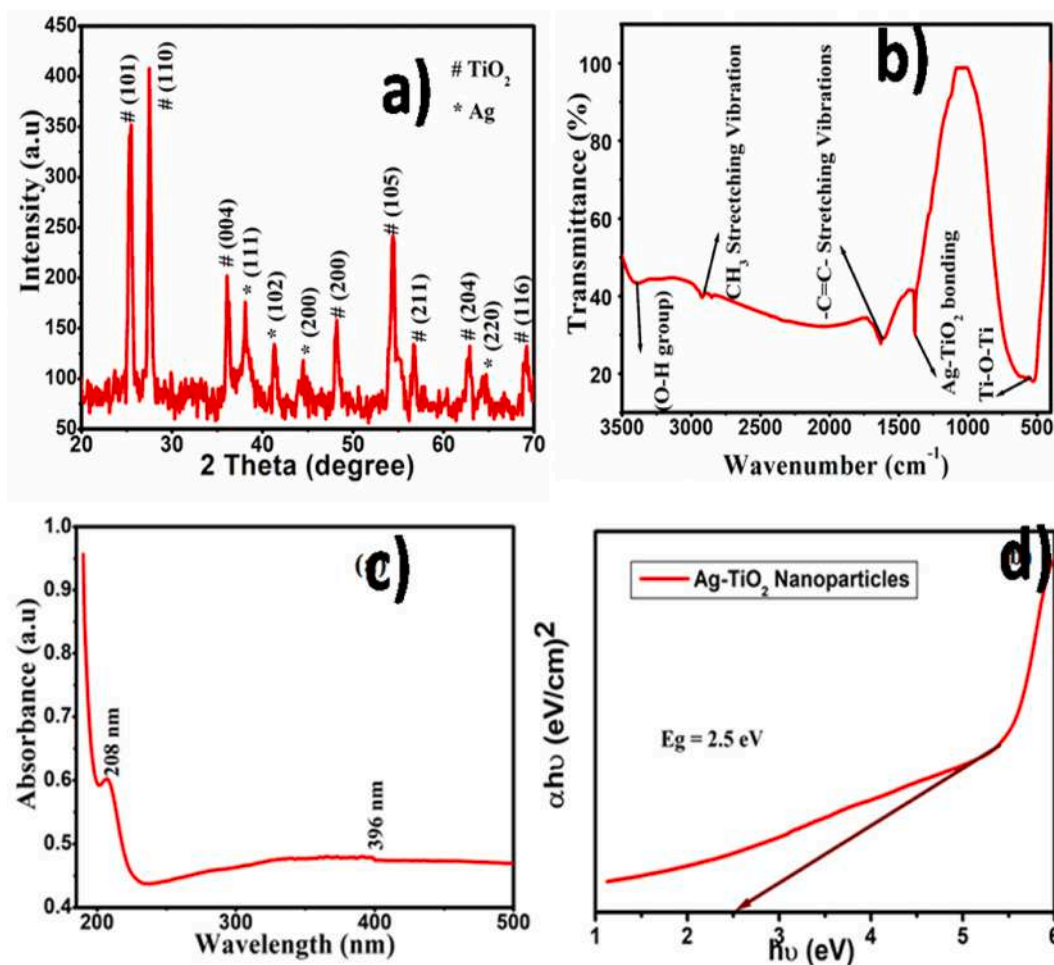 a)
# TiO2
* Ag
# (101)
# (110)
# (004)
* (111)
* (102)
* (200)
# (200)
# (105)
# (211)
# (204)
* (220)
# (116)
Intensity (a.u)
450
400
350
300
250
200
150
100
50
20 30 40 50 60 70
2 Theta (degree)
b)
Transmittance (%)
100
80
60
40
20
(O-H group)
CH3 Stretching Vibration
-C=C- Stretching Vibrations
Ag-TiO2 bonding
Ti-O-Ti
3500 3000 2500 2000 1500 1000 500
Wavenumber (cm-1)
c)
Absorbance (a.u)
1.0
0.9
0.8
0.7
0.6
0.5
0.4
208 nm
396 nm
200 300 400 500
Wavelength (nm)
d)
Ag-TiO2 Nanoparticles
αhυ (eV/cm)2
Eg = 2.5 eV
1 2 3 4 5 6
hυ (eV)